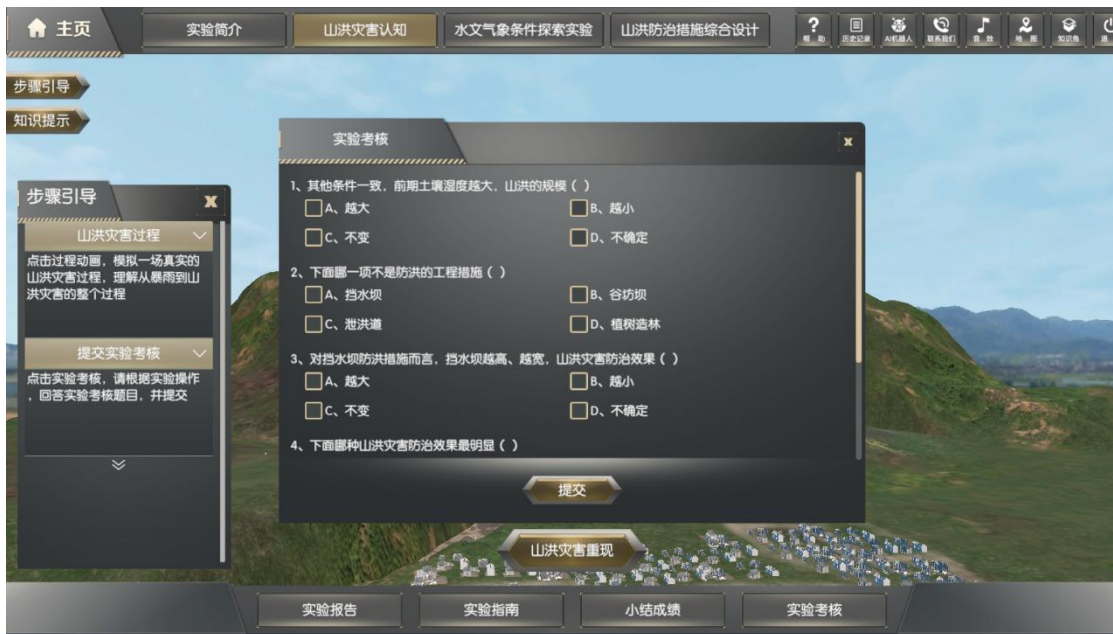 主页
实验简介
山洪灾害认知
水文气象条件探索实验
山洪防治措施综合设计
?
帮 助
历史记录
AI机器人
联系我们
音 效
地 图
知识角
退
步骤引导
知识提示
步骤引导
X
山洪灾害过程
点击过程动画，模拟一场真实的
山洪灾害过程，理解从暴雨到山
洪灾害的整个过程
提交实验考核
点击实验考核，请根据实验操作
，回答实验考核题目，并提交
实验考核
X
1、其他条件一致，前期土壤湿度越大，山洪的规模（ ）
A、越大
B、越小
C、不变
D、不确定
2、下面哪一项不是防洪的工程措施（ ）
A、挡水坝
B、谷坊坝
C、泄洪道
D、植树造林
3、对挡水坝防洪措施而言，挡水坝越高、越宽，山洪灾害防治效果（ ）
A、越大
B、越小
C、不变
D、不确定
4、下面哪种山洪灾害防治效果最明显（ ）
提交
山洪灾害重现
实验报告
实验指南
小结成绩
实验考核